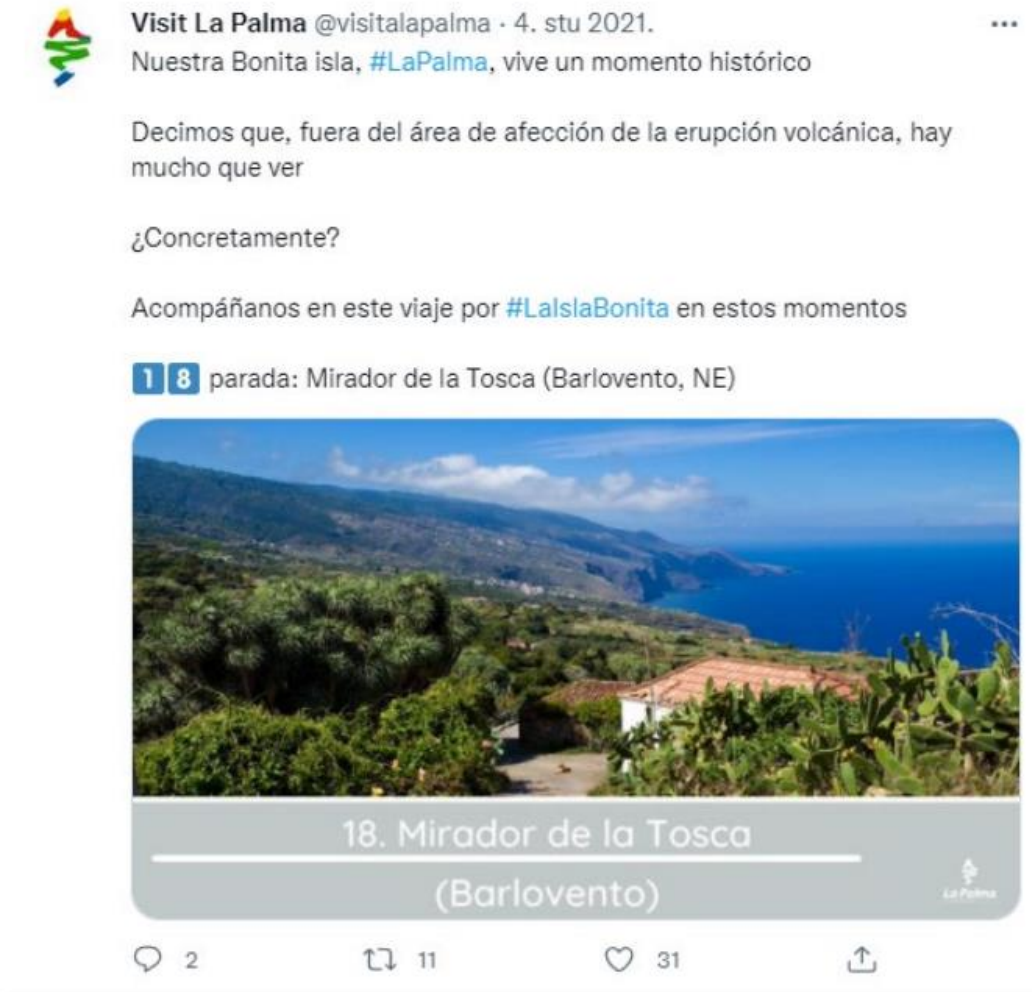 Visit La Palma @visitalapalma · 4. stu 2021.
Nuestra Bonita isla, #LaPalma, vive un momento histórico
Decimos que, fuera del área de afección de la erupción volcánica, hay
mucho que ver
¿Concretamente?
Acompáñanos en este viaje por #LaIslaBonita en estos momentos
1 8 parada: Mirador de la Tosca (Barlovento, NE)
18. Mirador de la Tosca
(Barlovento)
La Palma
2 11 31